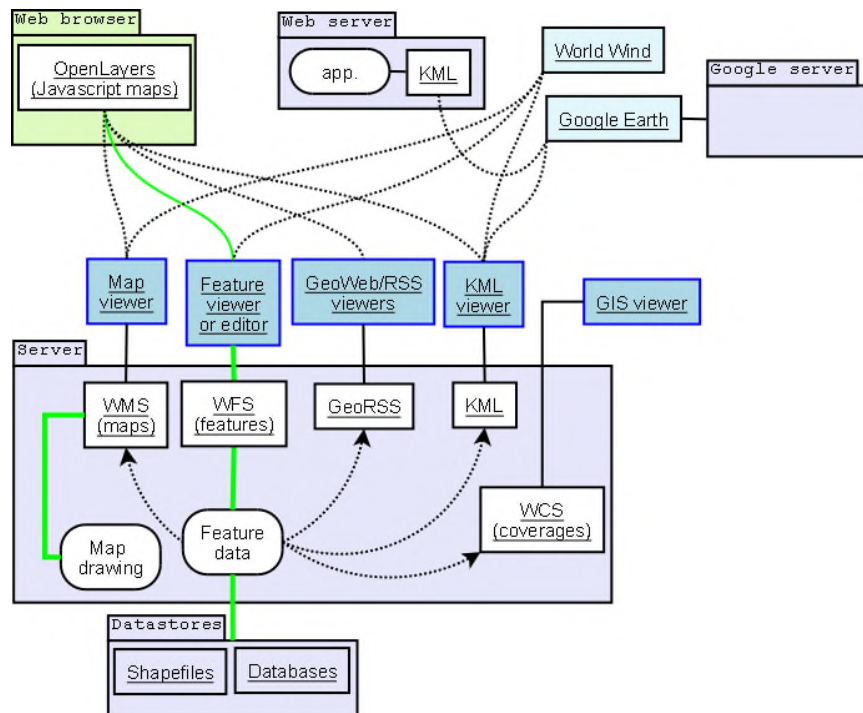 Web browser
OpenLayers
(Javascript maps)
Web server
app.
KML
World Wind
Google server
Google Earth
Map
viewer
Feature
viewer
or editor
GeoWeb/RSS
viewers
KML
viewer
GIS viewer
Server
WMS
(maps)
WFS
(features)
GeoRSS
KML
WCS
(coverages)
Map
drawing
Feature
data
Datastores
Shapefiles
Databases